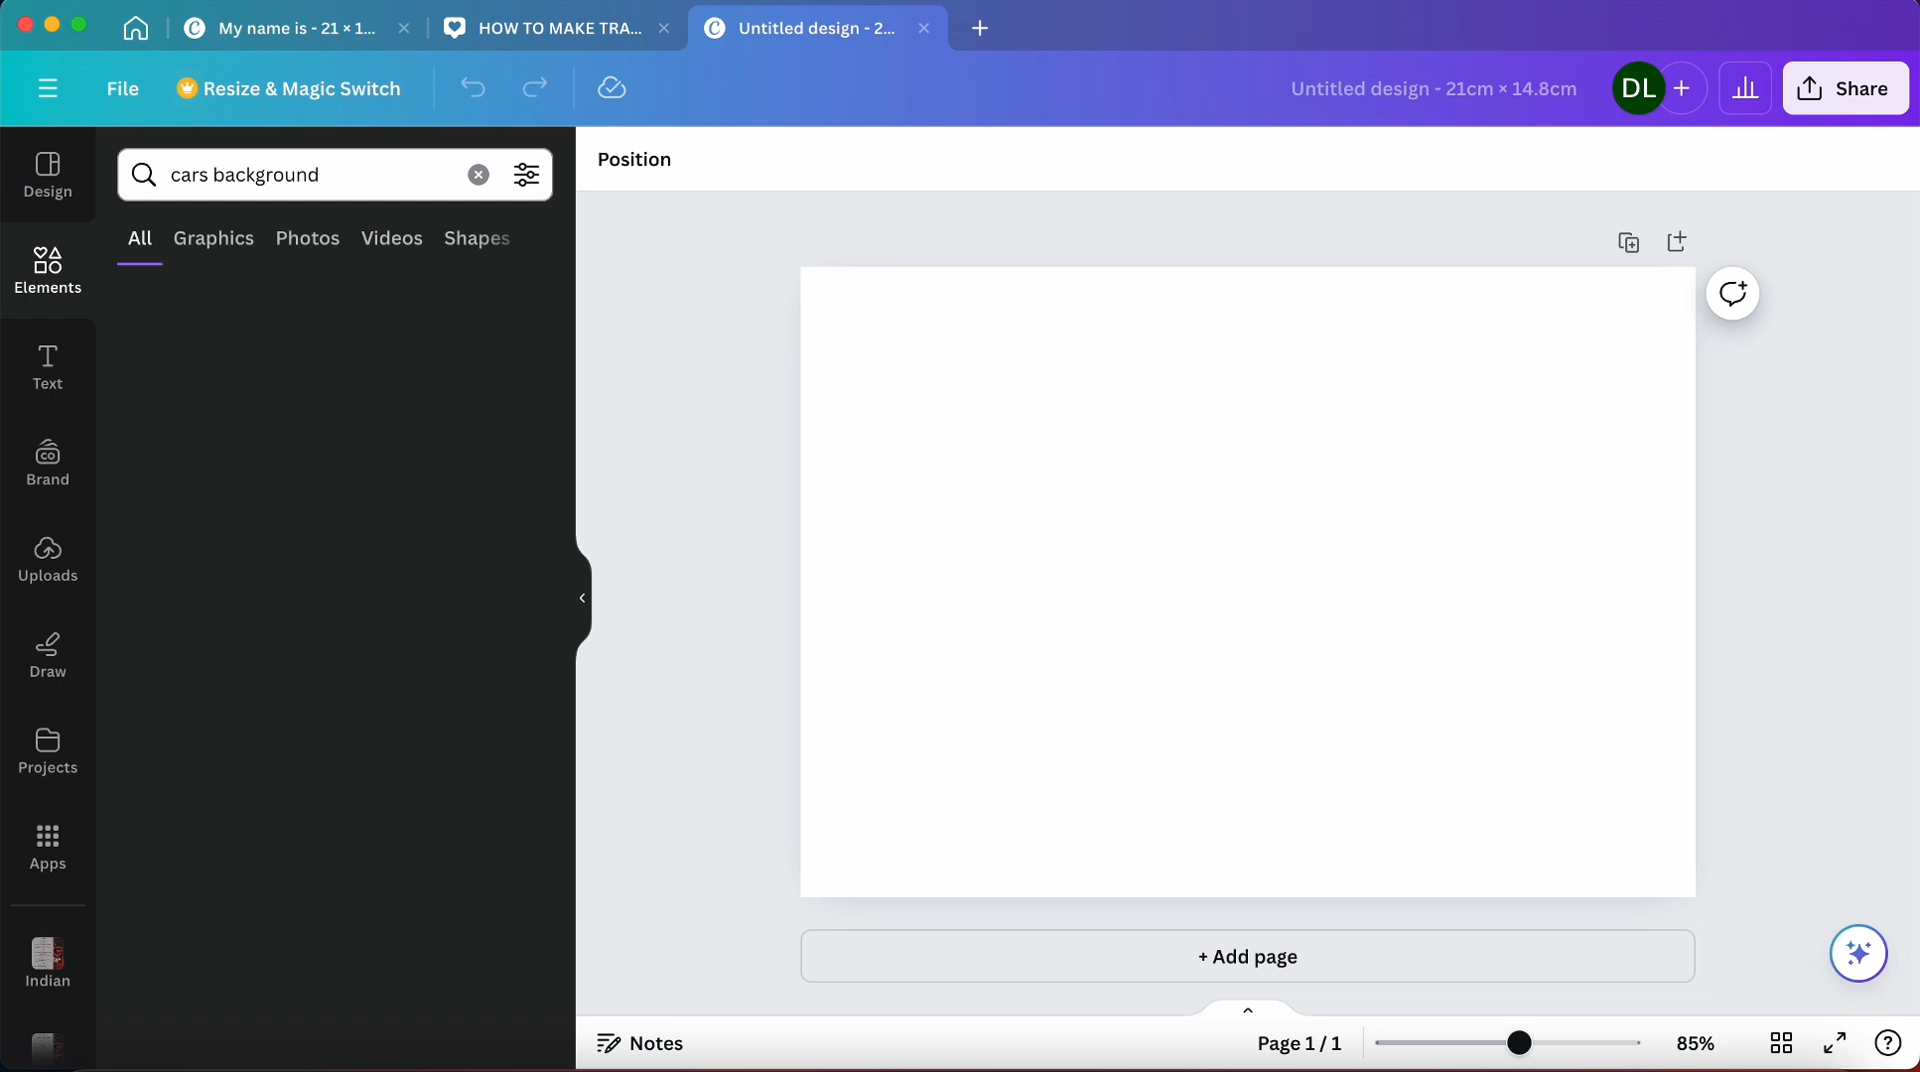 My name is - 21 × 1...
HOW TO MAKE TRA...
Untitled design - 2...
File
Resize & Magic Switch
Untitled design - 21cm × 14.8cm
DL
Share
Design
Elements
Text
Brand
CO
Uploads
Draw
Projects
Apps
Indian
cars background
All Graphics Photos Videos Shapes
Position
+ Add page
Notes
Page 1 / 1
85%